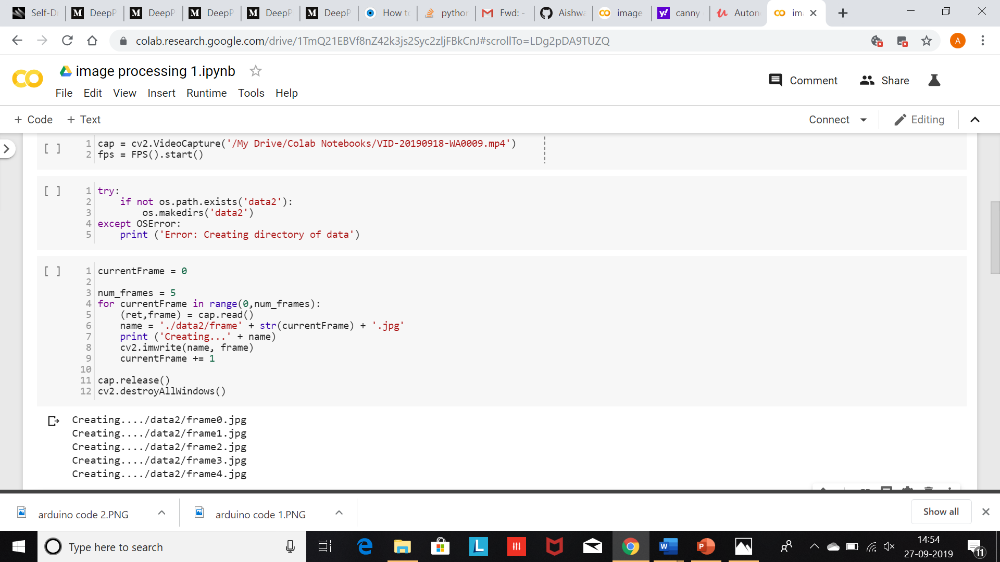 Self-D
DeepP
DeepP
DeepP
DeepP
DeepP
How to
python
Fwd: -
Aishwa
image
canny
Auton
im
colab.research.google.com/drive/1TmQ21EBVf8nZ42k3js2Syc2zljFBkCnJ#scrollTo=LDg2pDA9TUZQ
A
image processing 1.ipynb
File Edit View Insert Runtime Tools Help
Comment
Share
+ Code + Text
Connect
Editing
[ ]
1 cap = cv2.VideoCapture('/My Drive/Colab Notebooks/VID-20190918-WA0009.mp4')
2 fps = FPS().start()
[ ]
1 try:
2     if not os.path.exists('data2'):
3         os.makedirs('data2')
4 except OSError:
5     print ('Error: Creating directory of data')
[ ]
1 currentFrame = 0
2
3 num_frames = 5
4 for currentFrame in range(0,num_frames):
5     (ret,frame) = cap.read()
6     name = './data2/frame' + str(currentFrame) + '.jpg'
7     print ('Creating...' + name)
8     cv2.imwrite(name, frame)
9     currentFrame += 1
10
11 cap.release()
12 cv2.destroyAllWindows()
Creating..../data2/frame0.jpg
Creating..../data2/frame1.jpg
Creating..../data2/frame2.jpg
Creating..../data2/frame3.jpg
Creating..../data2/frame4.jpg
arduino code 2.PNG
arduino code 1.PNG
Show all
Type here to search
14:54
27-09-2019
11